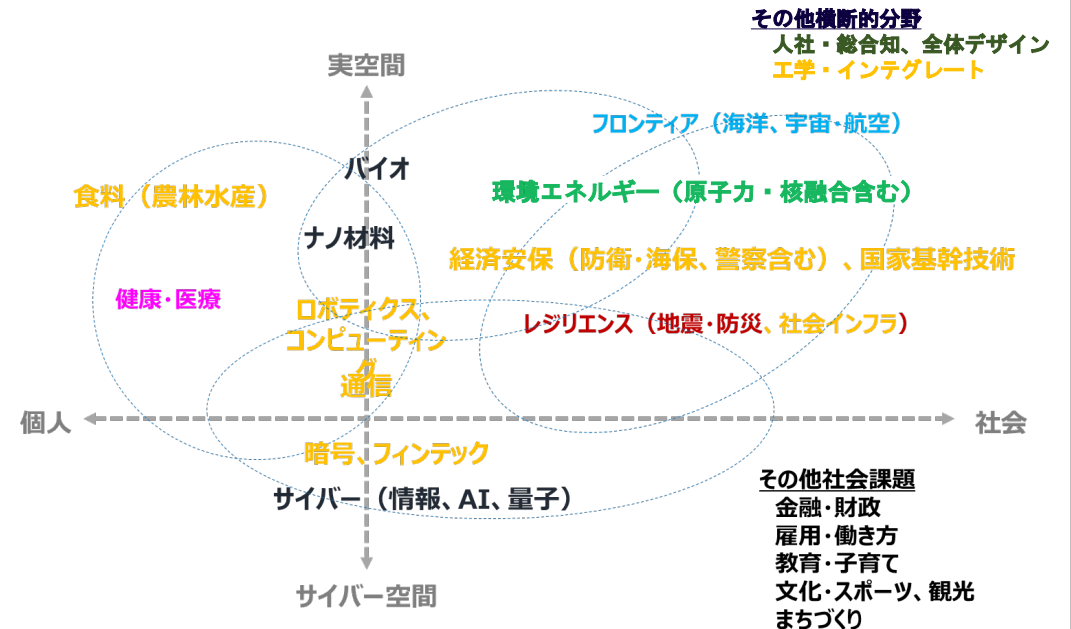 その他横断的分野
人社・総合知、全体デザイン
工学・インテグレート
実空間
フロンティア（海洋、宇宙・航空）
バイオ
食料（農林水産）
環境エネルギー（原子力・核融合含む）
ナノ材料
経済安保（防衛・海保、警察含む）、国家基幹技術
健康・医療
ロボティクス、
コンピューティン
グ
レジリエンス（地震・防災、社会インフラ）
通信
個人
社会
暗号、フィンテック
サイバー（情報、AI、量子）
その他社会課題
金融・財政
雇用・働き方
教育・子育て
文化・スポーツ、観光
まちづくり
サイバー空間